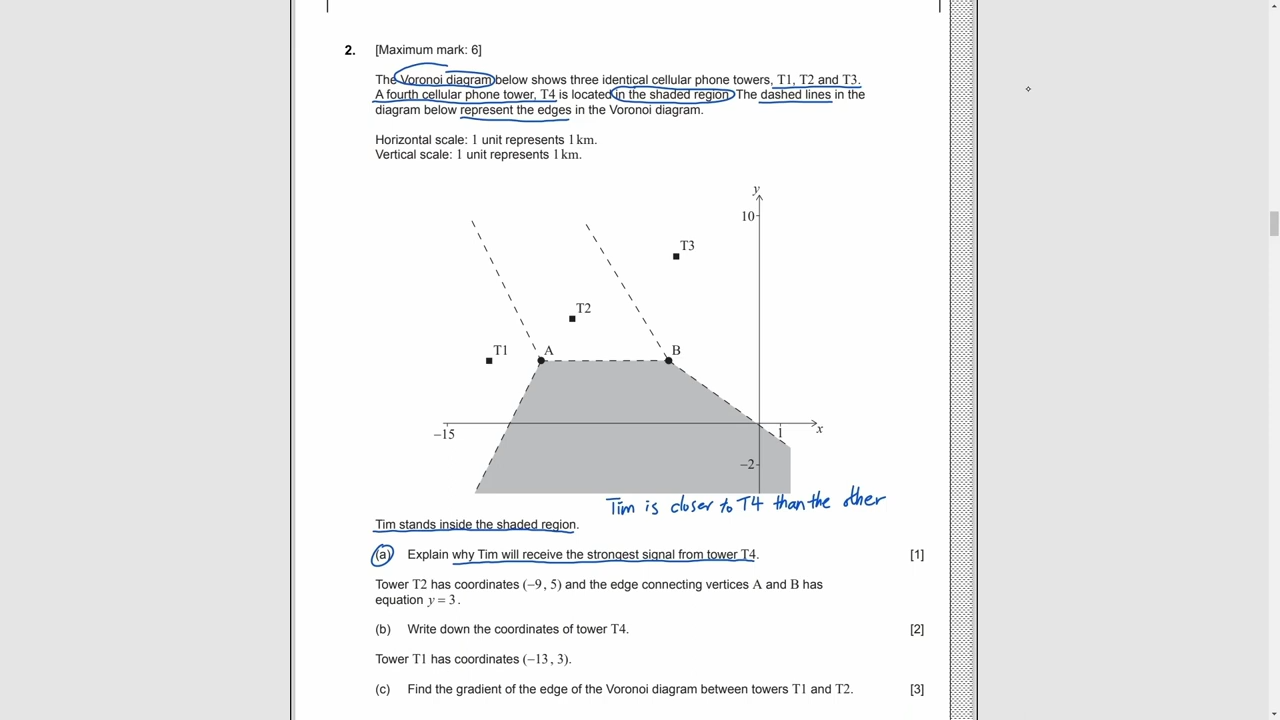 2. [Maximum mark: 6]
The Voronoi diagram below shows three identical cellular phone towers, T1, T2 and T3.
A fourth cellular phone tower, T4 is located in the shaded region. The dashed lines in the
diagram below represent the edges in the Voronoi diagram.
Horizontal scale: 1 unit represents 1 km.
Vertical scale: 1 unit represents 1 km.
y
10
T3
T2
T1 A B
−15 1 x
−2
Tim is closer to T4 than the other
Tim stands inside the shaded region.
(a) Explain why Tim will receive the strongest signal from tower T4. [1]
Tower T2 has coordinates (−9, 5) and the edge connecting vertices A and B has
equation y = 3.
(b) Write down the coordinates of tower T4. [2]
Tower T1 has coordinates (−13, 3).
(c) Find the gradient of the edge of the Voronoi diagram between towers T1 and T2. [3]